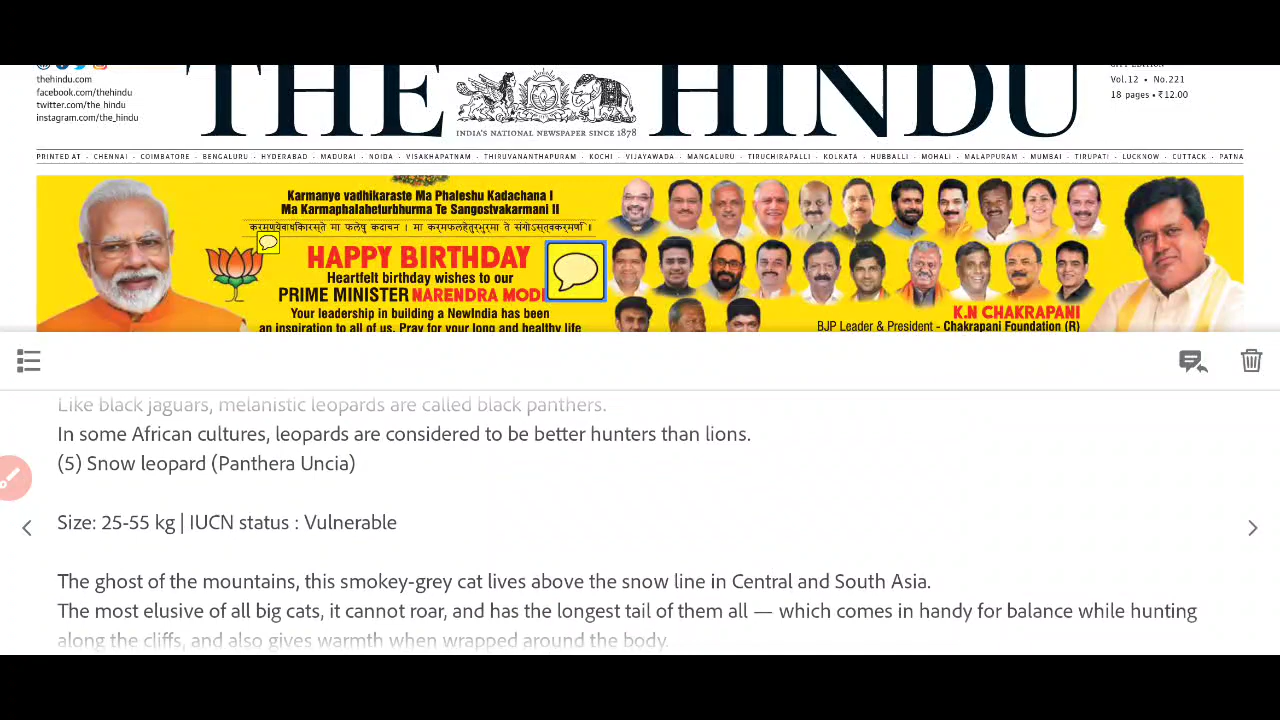 THE HINDU
thehindu.com
facebook.com/thehindu
twitter.com/the_hindu
instagram.com/the_hindu
CITY EDITION
Vol.12 • No.221
18 pages • ₹12.00
INDIA'S NATIONAL NEWSPAPER SINCE 1878
PRINTED AT • CHENNAI • COIMBATORE • BENGALURU • HYDERABAD • MADURAI • NOIDA • VISAKHAPATNAM • THIRUVANANTHAPURAM • KOCHI • VIJAYAWADA • MANGALURU • TIRUCHIRAPALLI • KOLKATA • HUBBALLI • MOHALI • MALAPPURAM • MUMBAI • TIRUPATI • LUCKNOW • CUTTACK • PATNA
Karmanye vadhikaraste Ma Phaleshu Kadachana I
Ma Karmaphalaheturbhurma Te Sangostvakarmani II
HAPPY BIRTHDAY
Heartfelt birthday wishes to our
PRIME MINISTER NARENDRA MODI
Your leadership in building a NewIndia has been
an inspiration to all of us. Pray for your long and healthy life
K.N CHAKRAPANI
BJP Leader & President - Chakrapani Foundation (R)
Like black jaguars, melanistic leopards are called black panthers.
In some African cultures, leopards are considered to be better hunters than lions.
(5) Snow leopard (Panthera Uncia)
Size: 25-55 kg | IUCN status : Vulnerable
The ghost of the mountains, this smokey-grey cat lives above the snow line in Central and South Asia.
The most elusive of all big cats, it cannot roar, and has the longest tail of them all — which comes in handy for balance while hunting
along the cliffs, and also gives warmth when wrapped around the body.